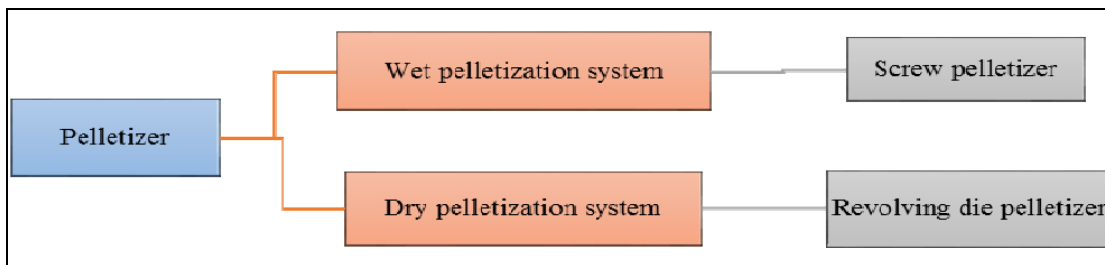 Pelletizer
Wet pelletization system
Screw pelletizer
Dry pelletization system
Revolving die pelletizer